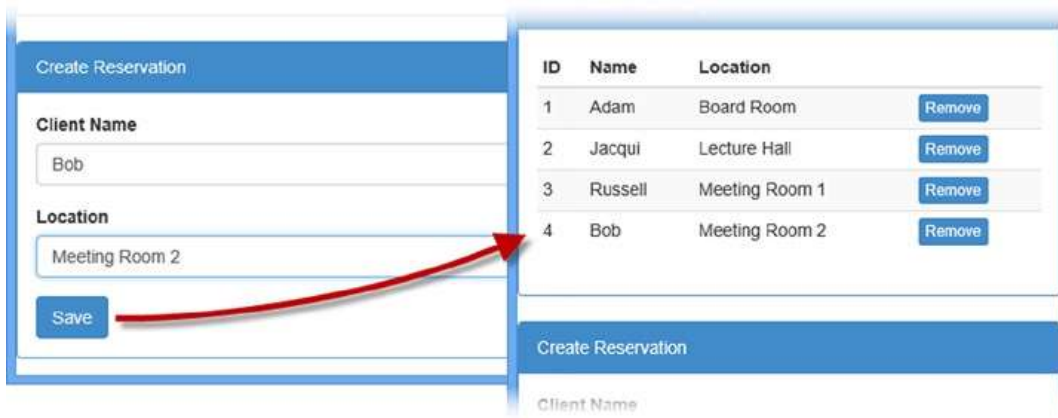 Create Reservation
Client Name
Bob
Location
Meeting Room 2
Save
ID Name Location
1 Adam Board Room Remove
2 Jacqui Lecture Hall Remove
3 Russell Meeting Room 1 Remove
4 Bob Meeting Room 2 Remove
Create Reservation
Client Name